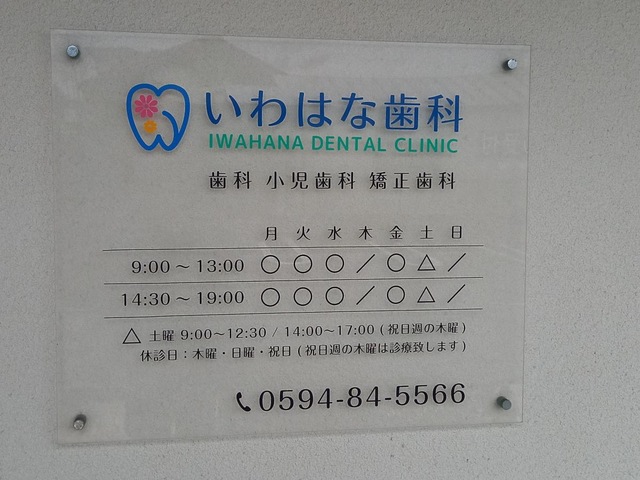 いわはな歯科
IWAHANA DENTAL CLINIC
歯科 小児歯科 矯正歯科
月 火 水 木 金 土 日
9:00〜13:00 ○ ○ ○ / ○ △ /
14:30〜19:00 ○ ○ ○ / ○ △ /
△ 土曜 9:00〜12:30 / 14:00〜17:00 ( 祝日週の木曜 )
休診日：木曜・日曜・祝日 ( 祝日週の木曜は診療致します )
0594-84-5566